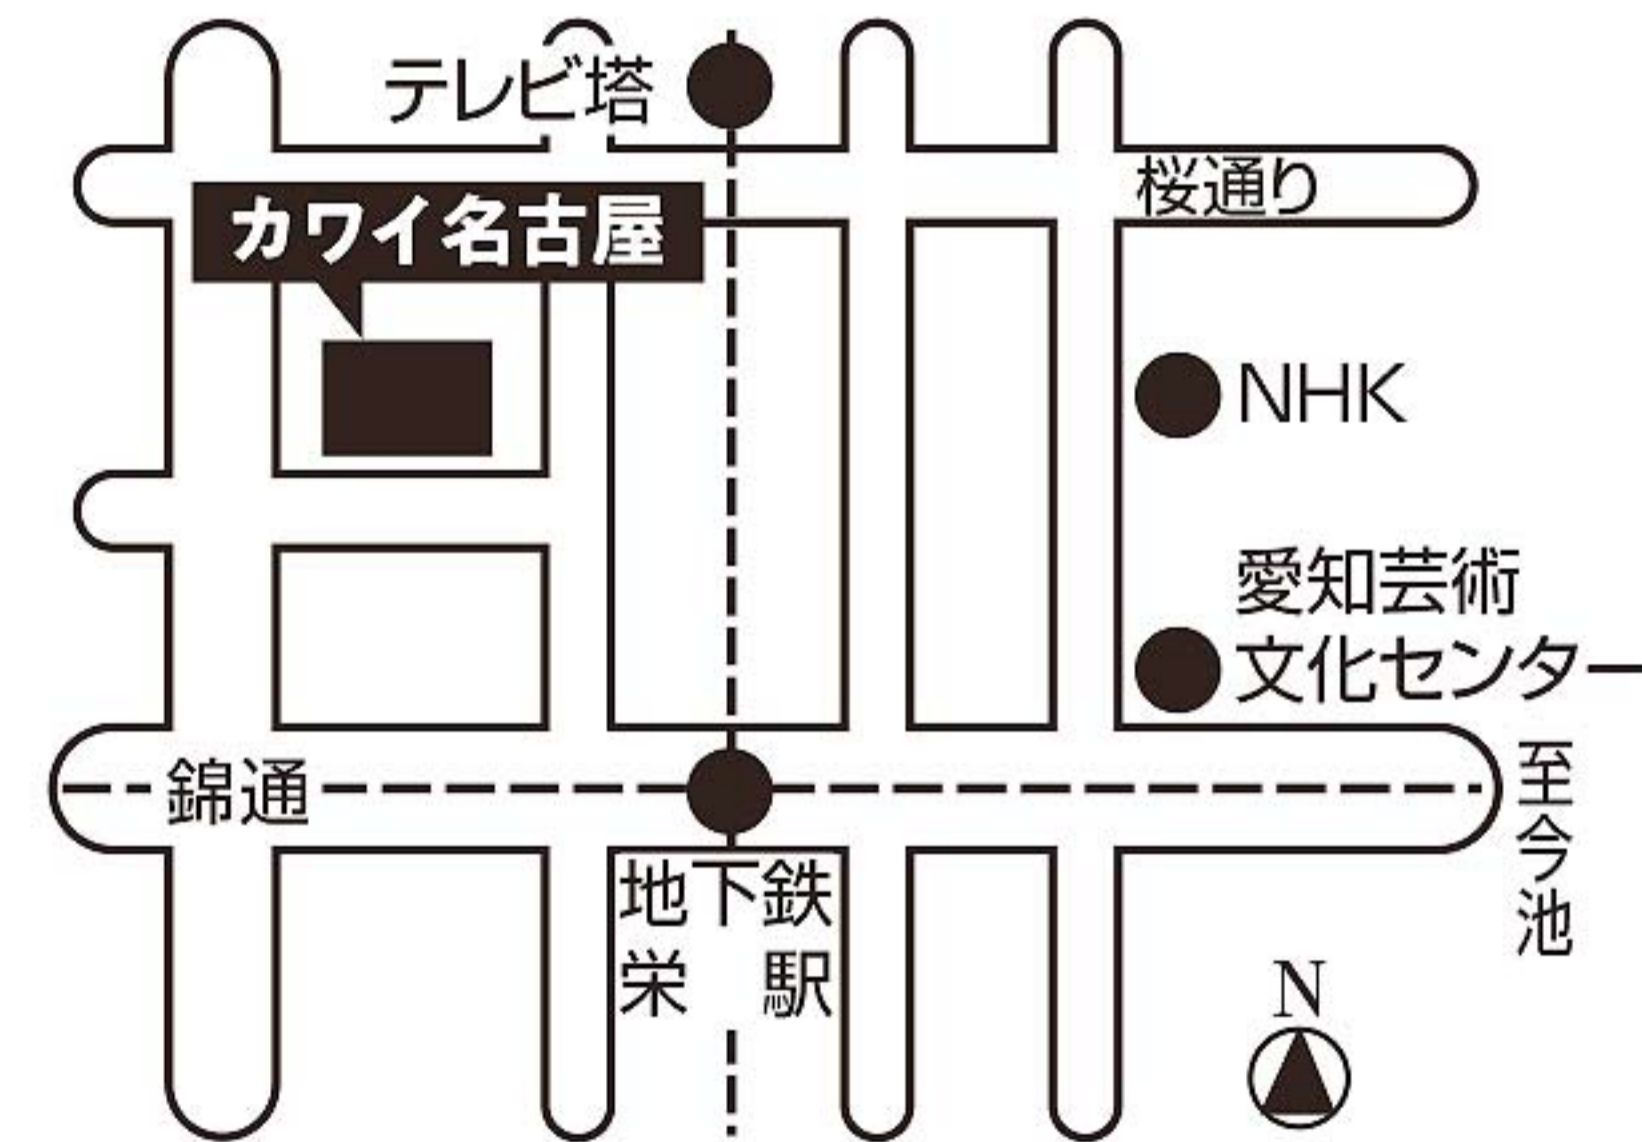 テレビ塔
桜通り
カワイ名古屋
NHK
愛知芸術
文化センター
錦通
至今池
地下鉄
栄駅
N